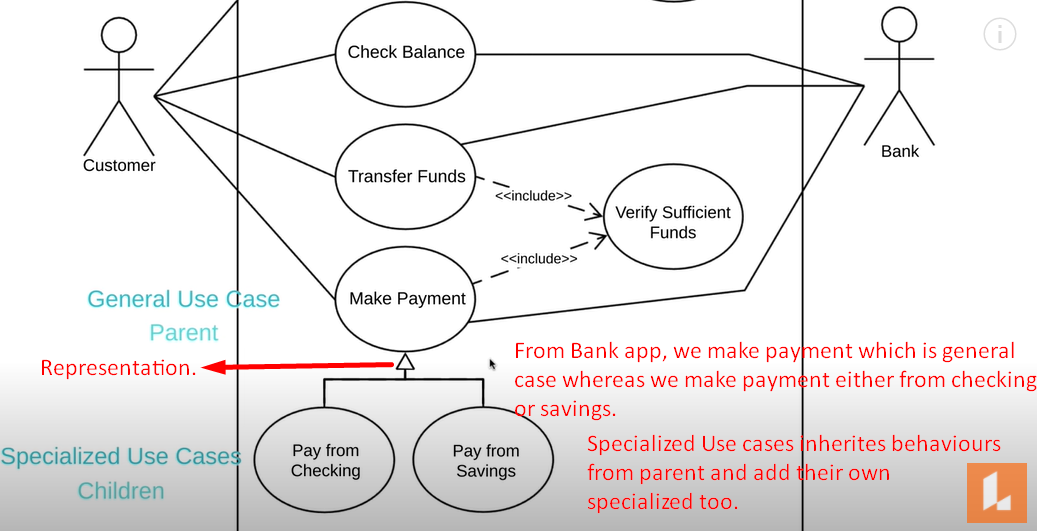 Check Balance
Customer
Bank
Transfer Funds
<<include>>
Verify Sufficient
Funds
<<include>>
General Use Case
Make Payment
Parent
Representation.
From Bank app, we make payment which is general
case whereas we make payment either from checking
or savings.
Specialized Use Cases
Children
Pay from
Checking
Pay from
Savings
Specialized Use cases inherites behaviours
from parent and add their own
specialized too.